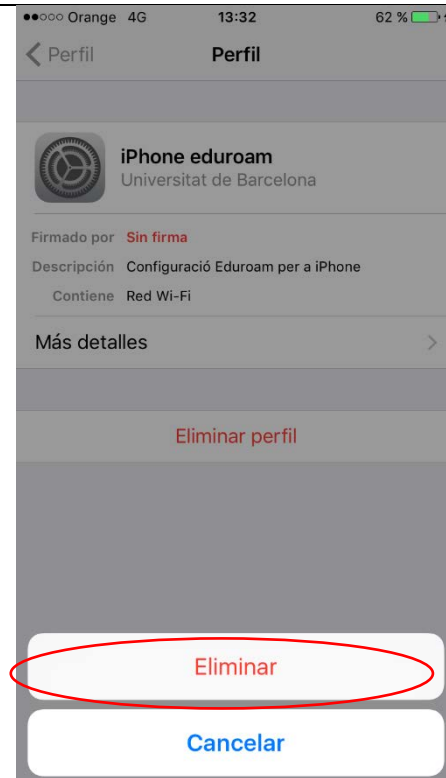 Orange 4G 13:32 62 %
Perfil Perfil
iPhone eduroam
Universitat de Barcelona
Firmado por Sin firma
Descripción Configuració Eduroam per a iPhone
Contiene Red Wi-Fi
Más detalles
Eliminar perfil
Eliminar
Cancelar